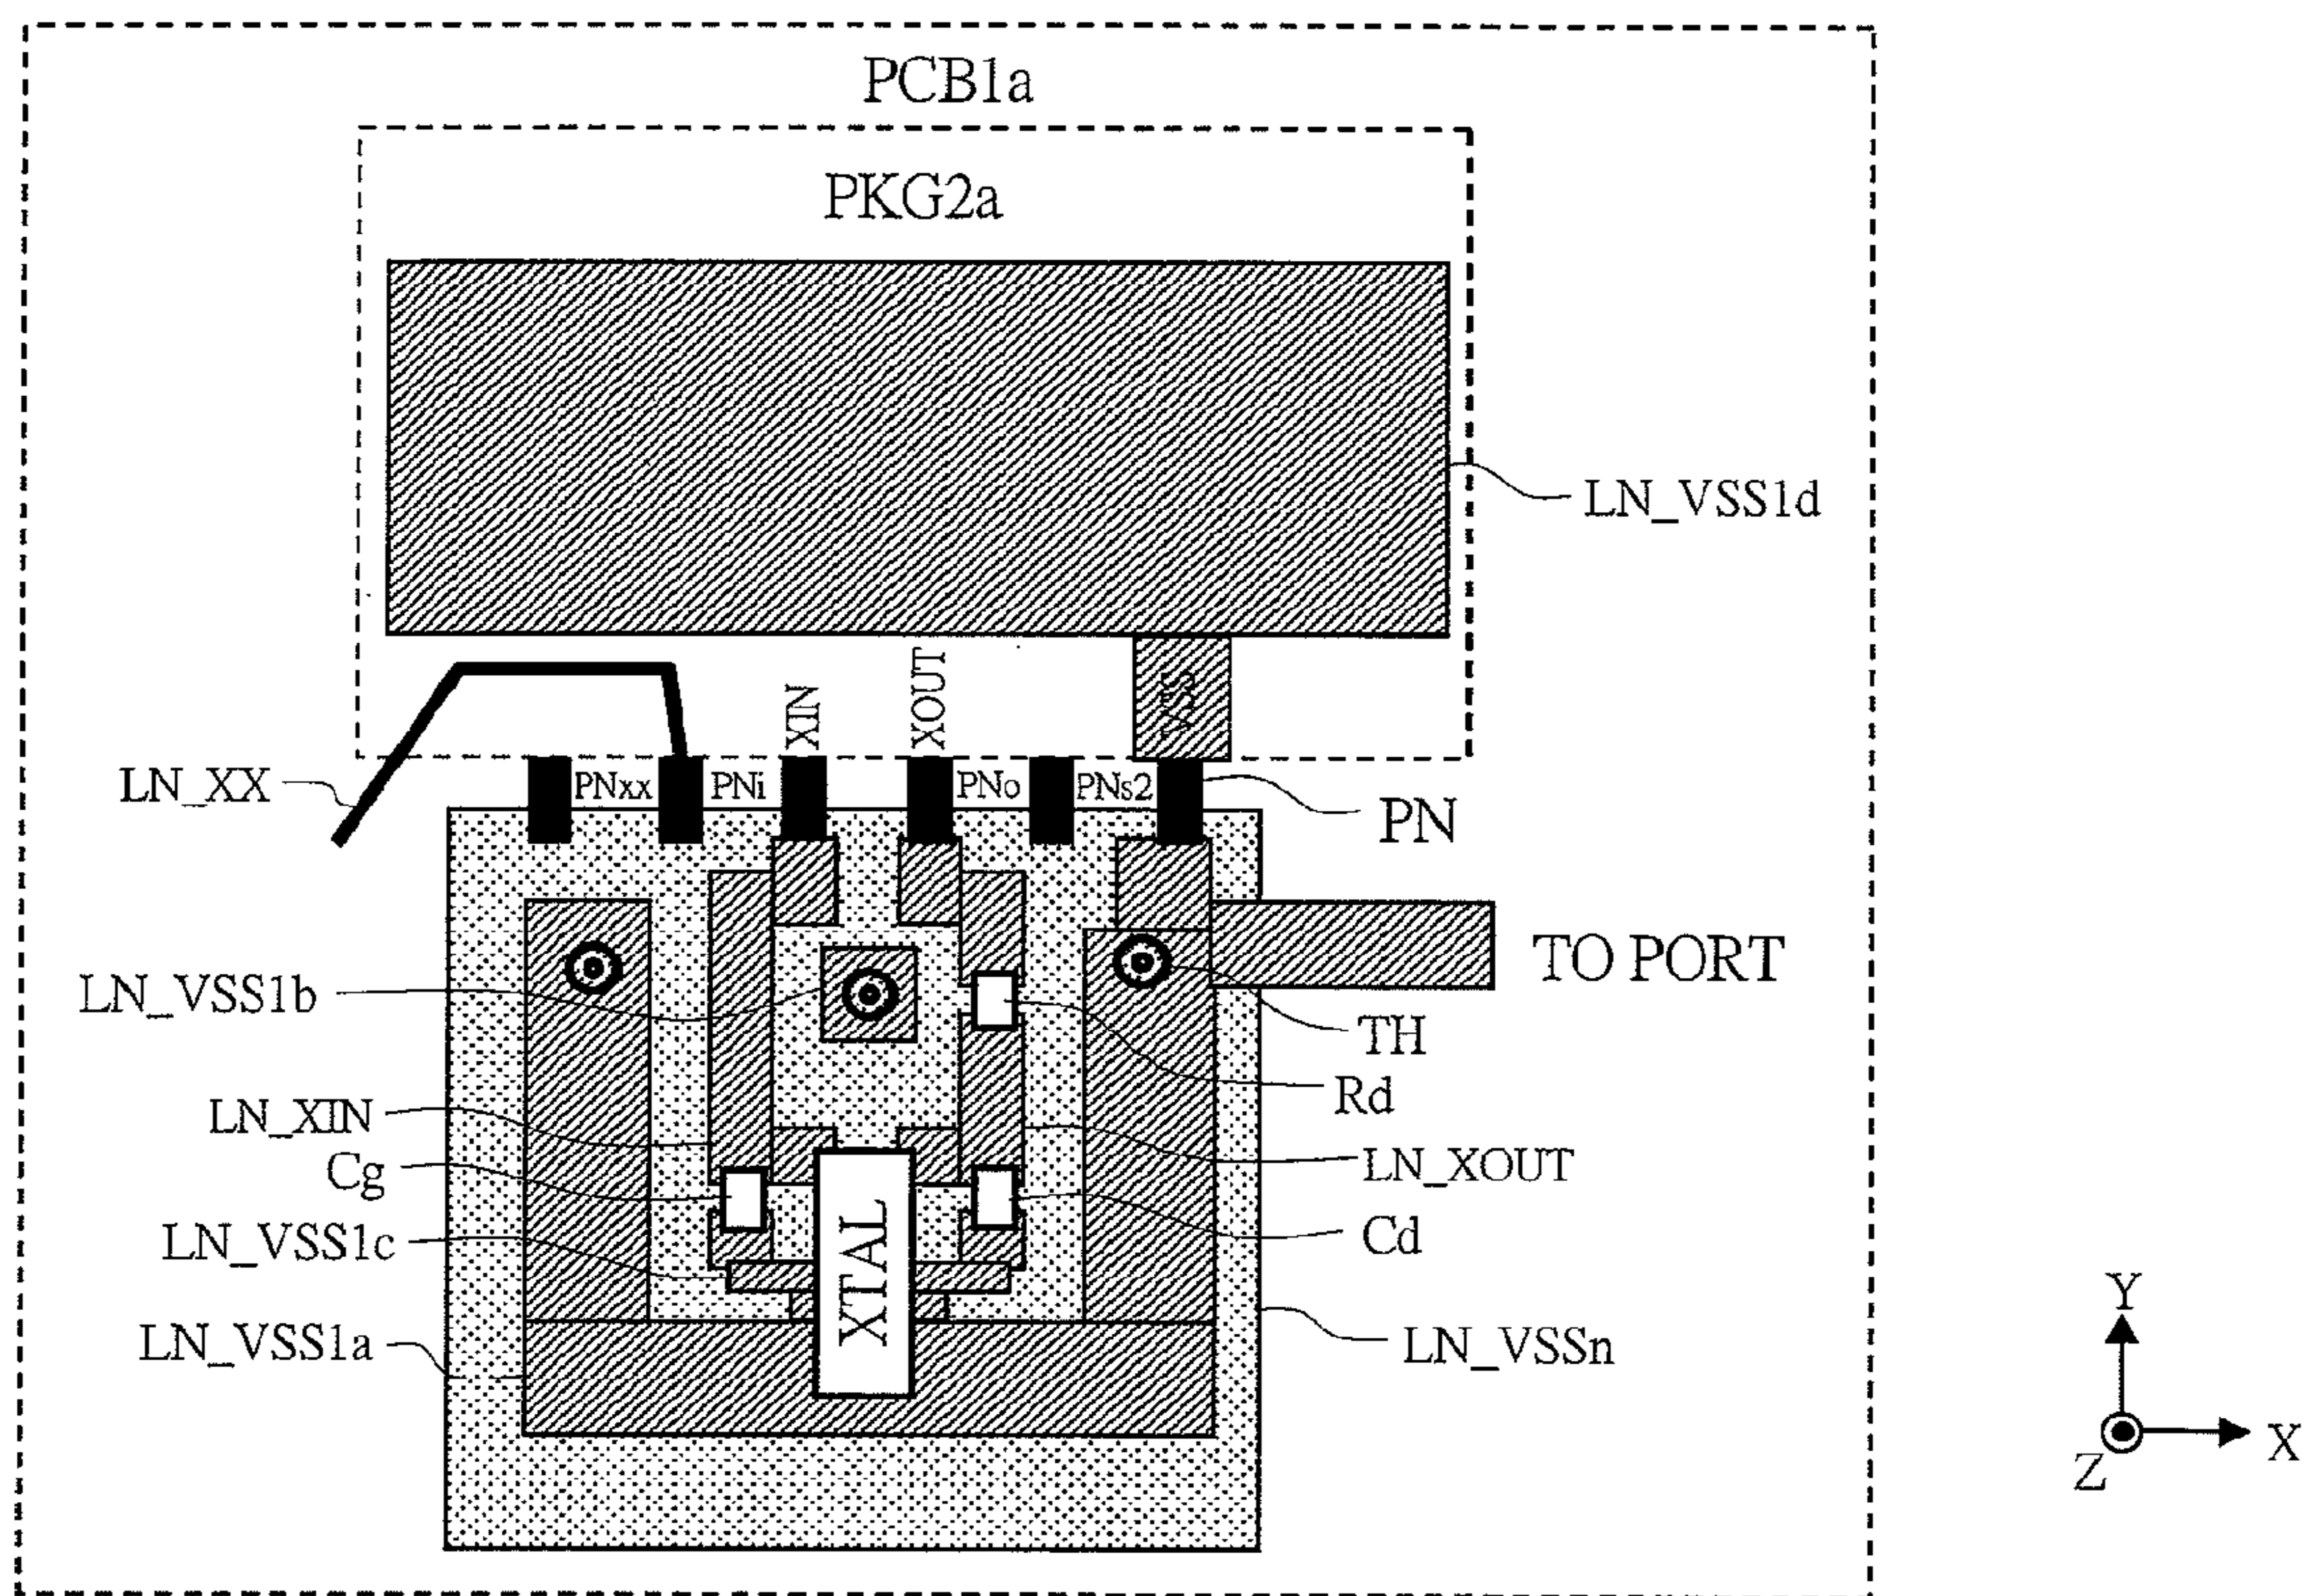 PCB1a
PKG2a
LN_VSS1d
XIN
XOUT
VSS
LN_XX
PNxx
PNi
PNo
PNs2
PN
TO PORT
LN_VSS1b
TH
Rd
LN_XIN
Cg
LN_XOUT
LN_VSS1c
Cd
XTAL
LN_VSS1a
LN_VSSn
Y
X
Z